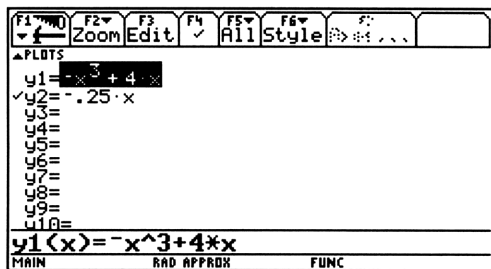 F1 F2▾ F3 F4 F5▾ F6▾
Zoom Edit ✓ All Style
▲PLOTS
y1=-x^3+4·x
✓y2=-.25·x
y3=
y4=
y5=
y6=
y7=
y8=
y9=
y10=
y1(x)=-x^3+4*x
MAIN RAD APPROX FUNC